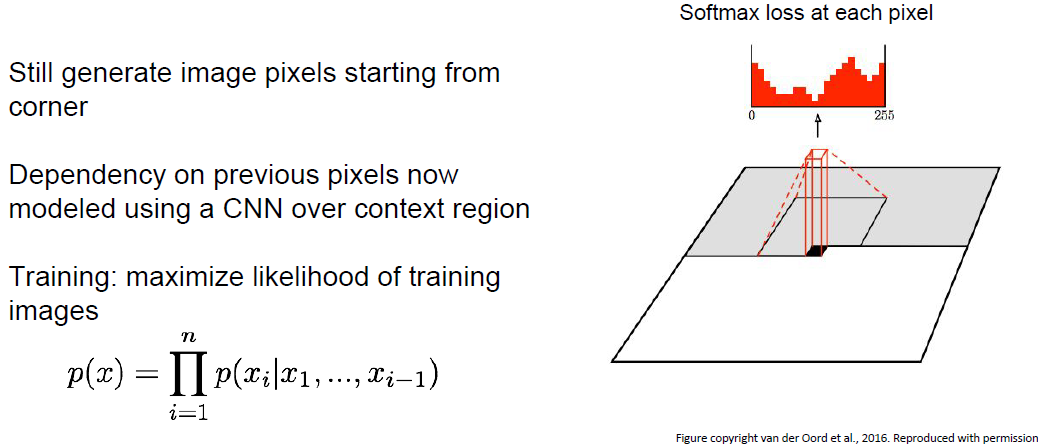 Softmax loss at each pixel
Still generate image pixels starting from
corner
0 255
Dependency on previous pixels now
modeled using a CNN over context region
Training: maximize likelihood of training
images
p(x) = ∏_{i=1}^{n} p(x_i|x_1, ..., x_{i−1})
Figure copyright van der Oord et al., 2016. Reproduced with permission